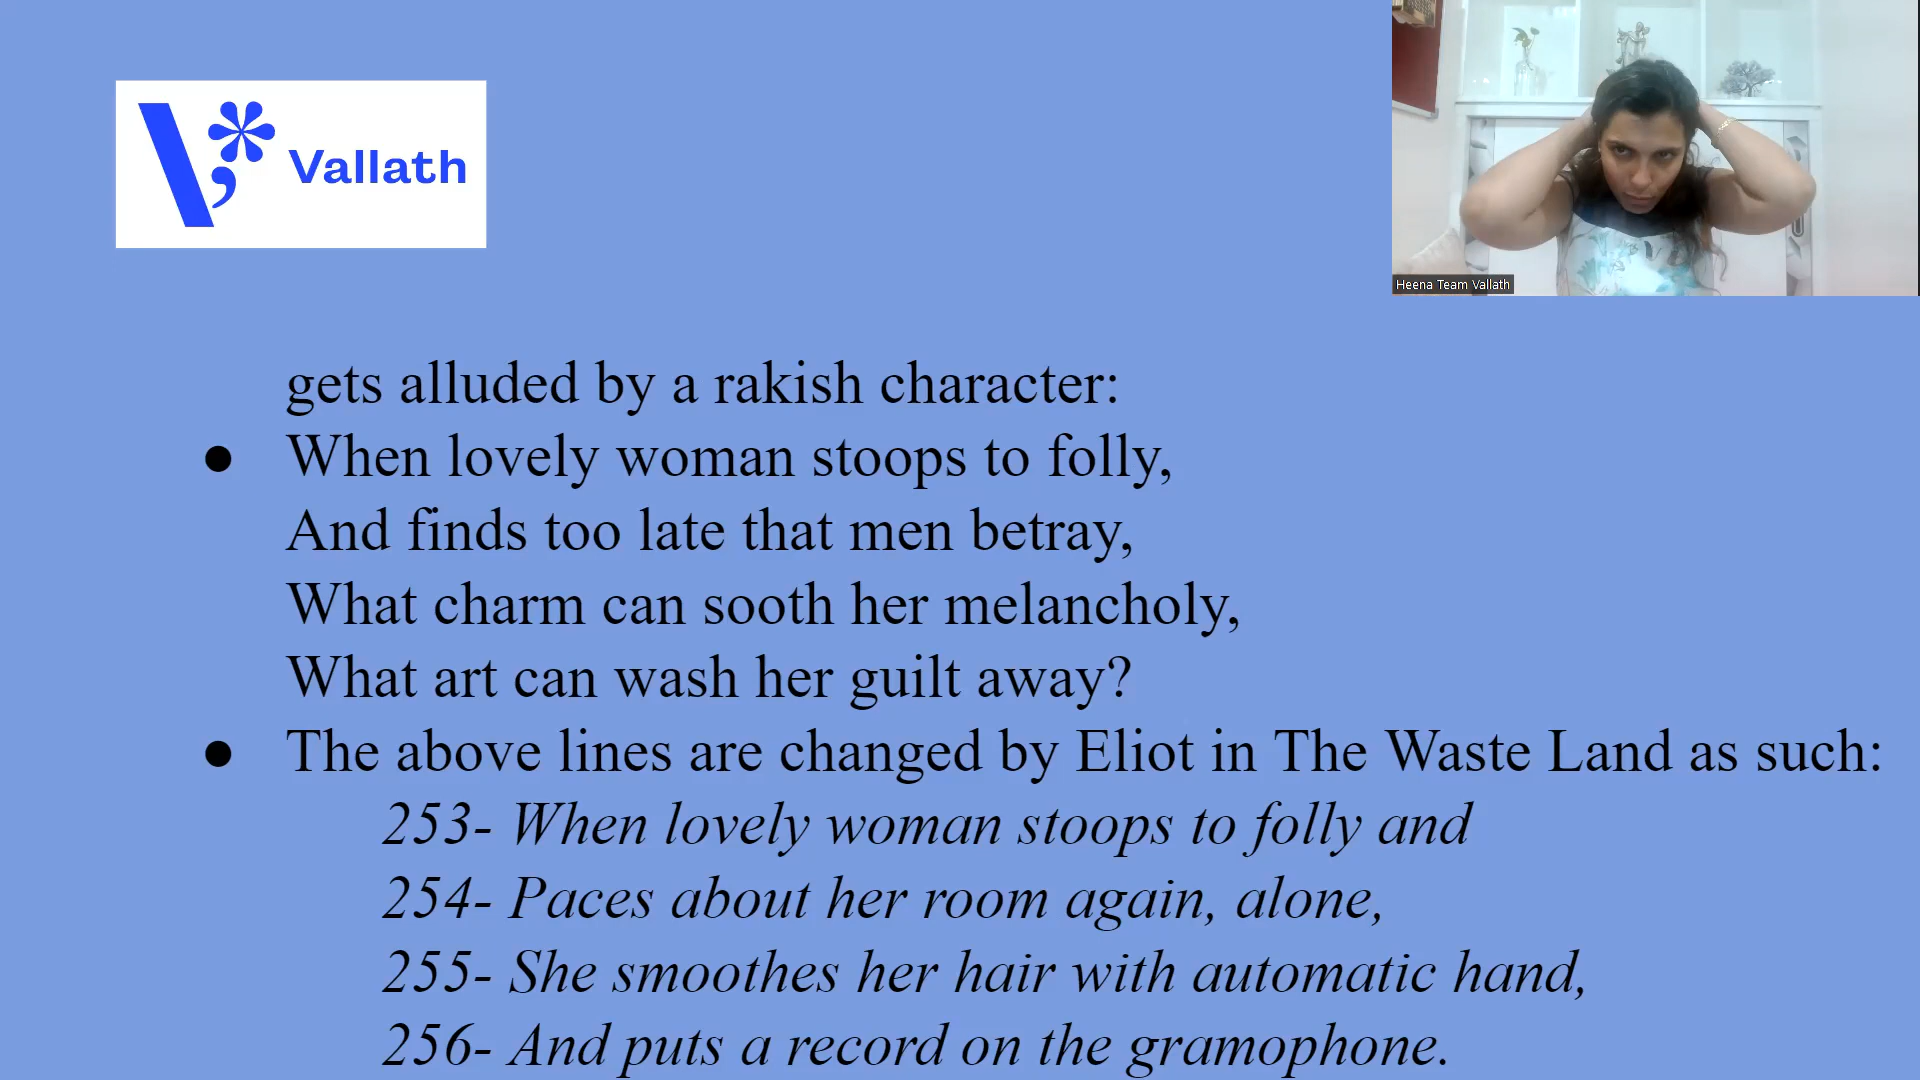 Vallath
Heena Team Vallath
gets alluded by a rakish character:
● When lovely woman stoops to folly,
And finds too late that men betray,
What charm can sooth her melancholy,
What art can wash her guilt away?
● The above lines are changed by Eliot in The Waste Land as such:
253- When lovely woman stoops to folly and
254- Paces about her room again, alone,
255- She smoothes her hair with automatic hand,
256- And puts a record on the gramophone.